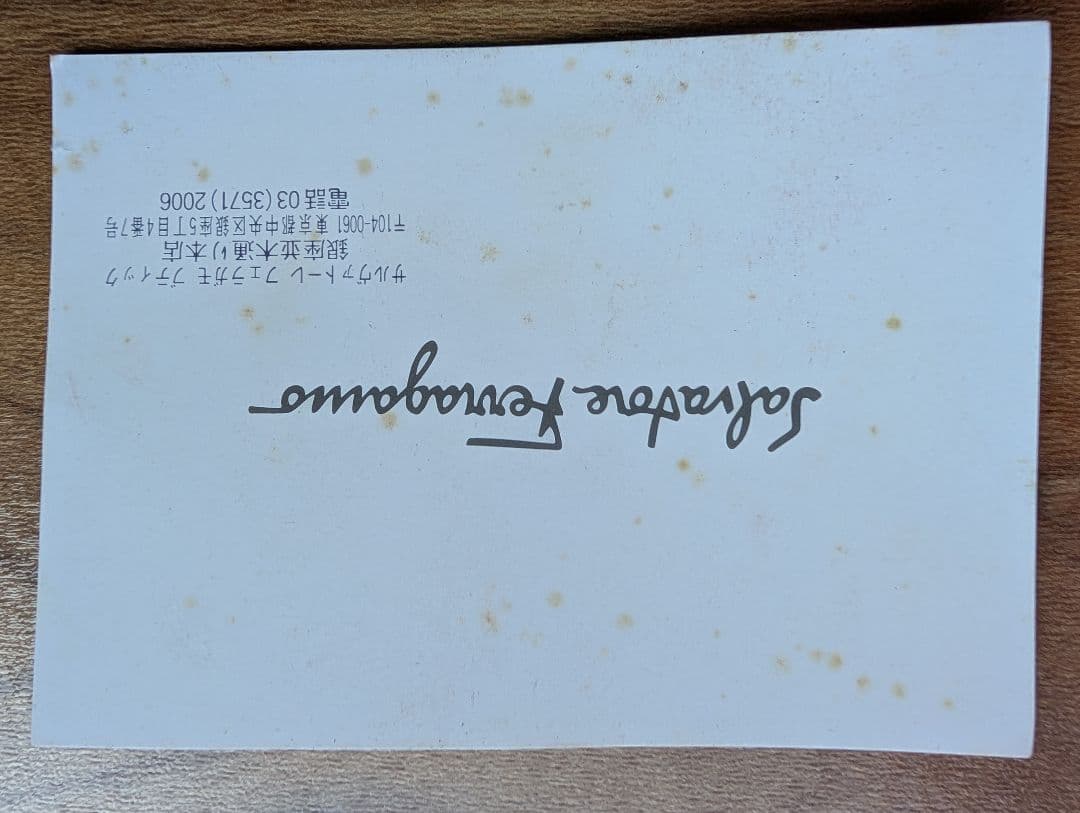 Salvatore Ferragamo
サルヴァトーレ フェラガモ ブティック
銀座並木通り本店
〒104-0061 東京都中央区銀座5丁目4番7号
電話 03 (3571) 2006